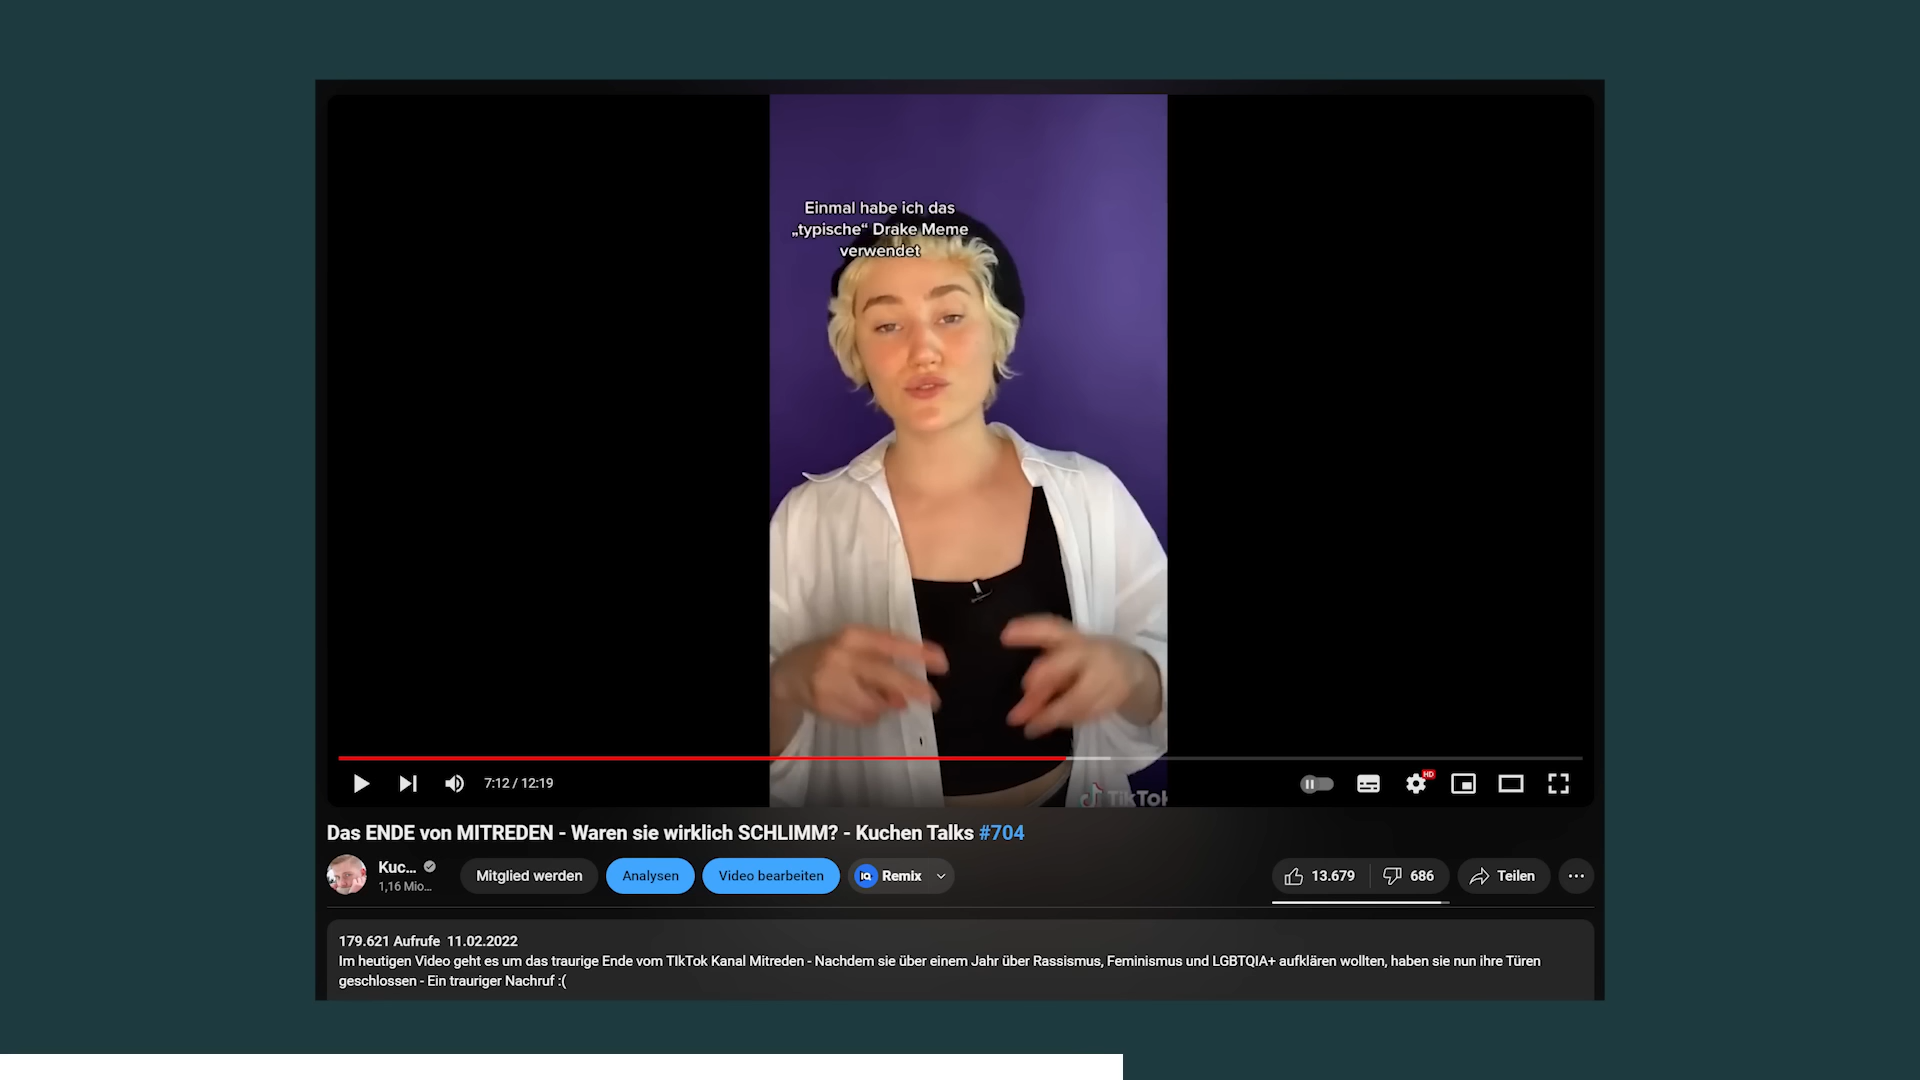 Einmal habe ich das
„typische“ Drake Meme
verwendet
TikTok
7:12 / 12:19
HD
Das ENDE von MITREDEN - Waren sie wirklich SCHLIMM? - Kuchen Talks #704
Kuc...
1,16 Mio...
Mitglied werden
Analysen
Video bearbeiten
IQ Remix
13.679
686
Teilen
179.621 Aufrufe 11.02.2022
Im heutigen Video geht es um das traurige Ende vom TIkTok Kanal Mitreden - Nachdem sie über einem Jahr über Rassismus, Feminismus und LGBTQIA+ aufklären wollten, haben sie nun ihre Türen
geschlossen - Ein trauriger Nachruf :(